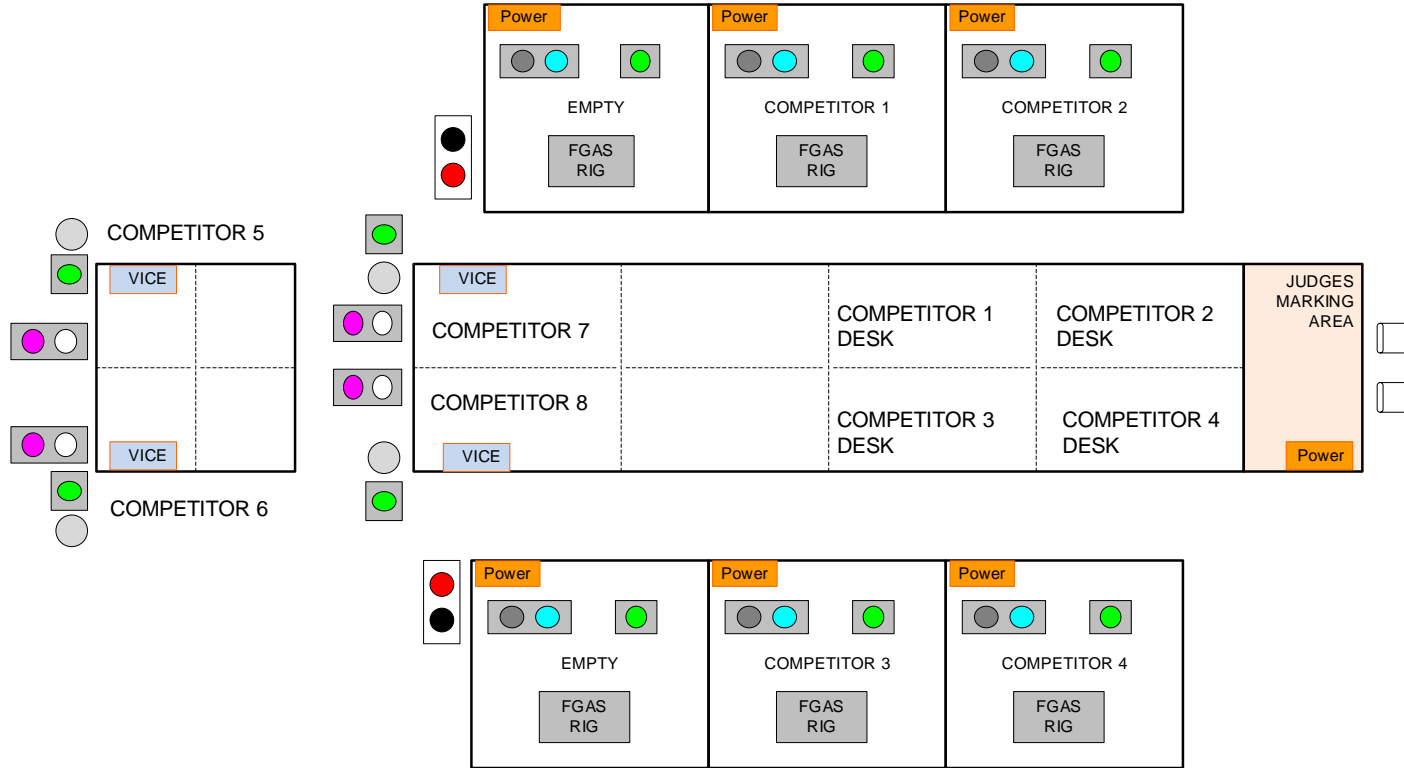 Power
Power
Power
EMPTY
COMPETITOR 1
COMPETITOR 2
FGAS
RIG
FGAS
RIG
FGAS
RIG
COMPETITOR 5
VICE
VICE
COMPETITOR 6
VICE
COMPETITOR 7
COMPETITOR 8
VICE
COMPETITOR 1
DESK
COMPETITOR 2
DESK
COMPETITOR 3
DESK
COMPETITOR 4
DESK
JUDGES
MARKING
AREA
Power
Power
Power
Power
EMPTY
COMPETITOR 3
COMPETITOR 4
FGAS
RIG
FGAS
RIG
FGAS
RIG